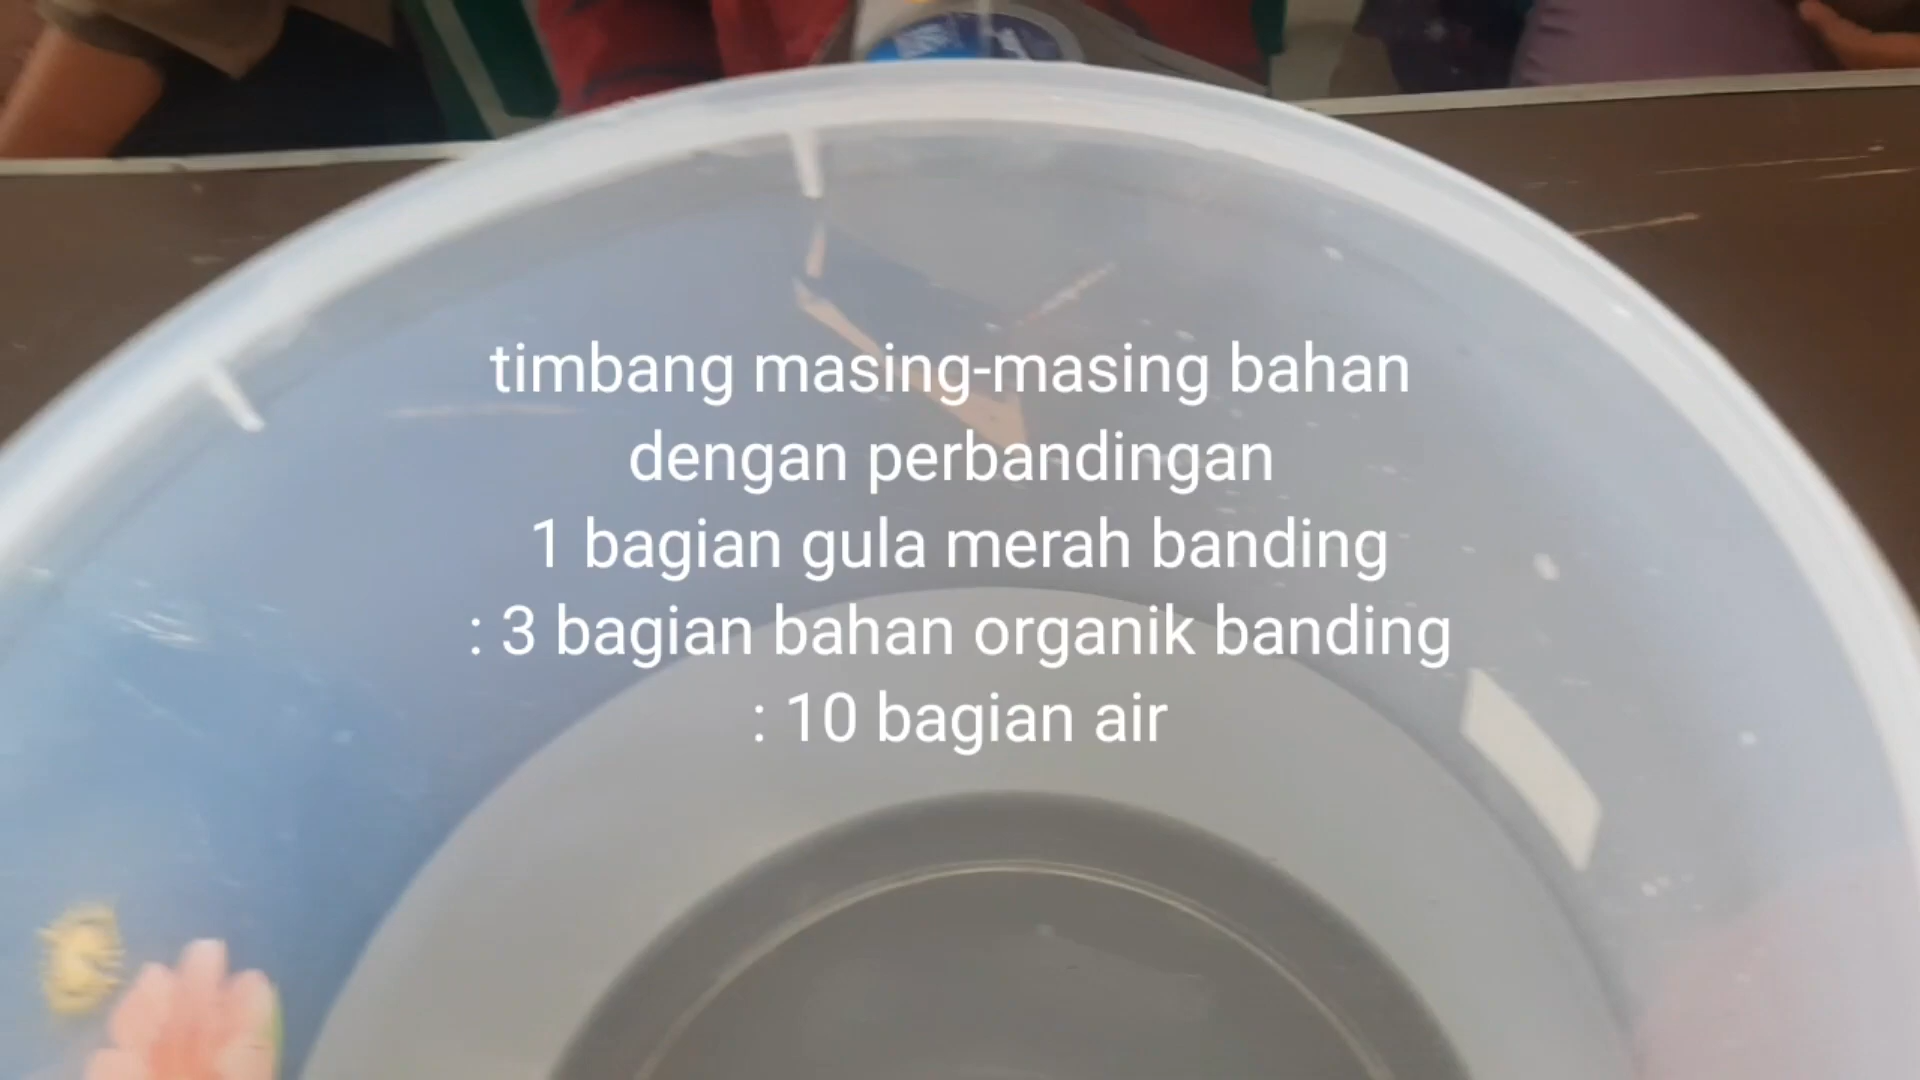 timbang masing-masing bahan
dengan perbandingan
1 bagian gula merah banding
: 3 bagian bahan organik banding
: 10 bagian air